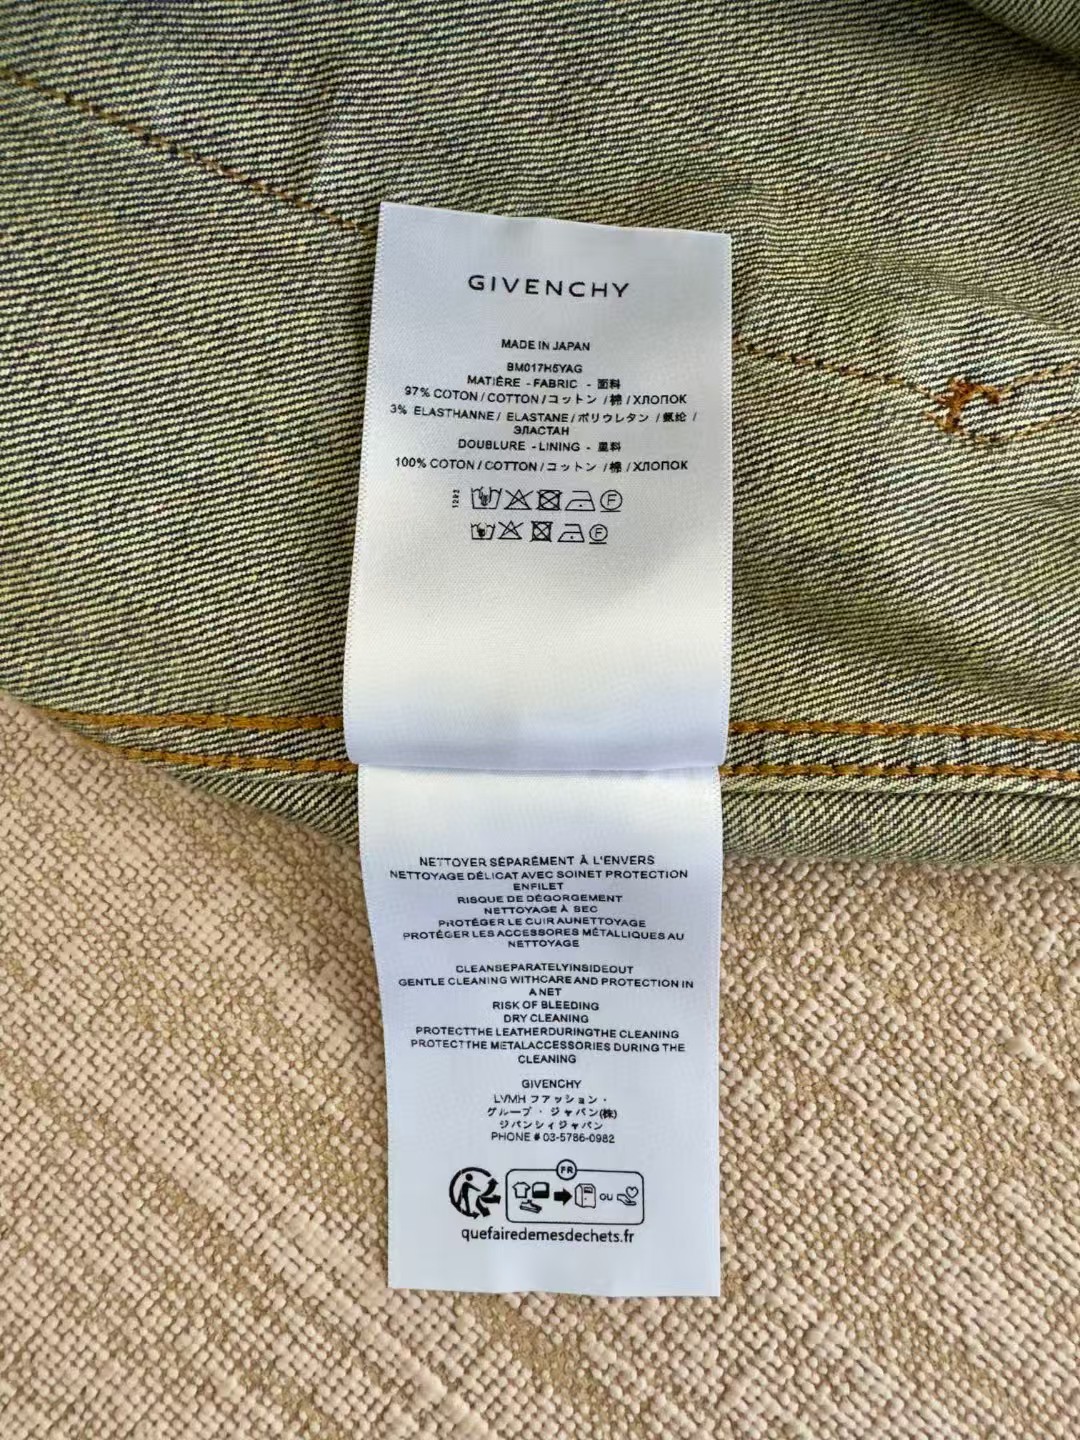 GIVENCHY
MADE IN JAPAN
BM017H5YAG
MATIÈRE - FABRIC - 面料
97% COTON / COTTON / コットン / 棉 / ХЛОПОК
3% ELASTHANNE / ELASTANE / ポリウレタン / 氨纶 /
ЭЛАСТАН
DOUBLURE - LINING - 里料
100% COTON / COTTON / コットン / 棉 / ХЛОПОК
1282
F
F
NETTOYER SÉPARÉMENT À L'ENVERS
NETTOYAGE DÉLICAT AVEC SOINET PROTECTION
ENFILET
RISQUE DE DÉGORGEMENT
NETTOYAGE À SEC
PROTÉGER LE CUIR AUNETTOYAGE
PROTÉGER LES ACCESSORES MÉTALLIQUES AU
NETTOYAGE
CLEANSEPARATELYINSIDEOUT
GENTLE CLEANING WITHCARE AND PROTECTION IN
A NET
RISK OF BLEEDING
DRY CLEANING
PROTECTTHE LEATHERDURINGTHE CLEANING
PROTECTTHE METALACCESSORIES DURING THE
CLEANING
GIVENCHY
LVMH ファッション・
グループ・ジャパン(株)
ジバンシィジャパン
PHONE # 03-5786-0982
FR
OU
quefairedemesdechets.fr